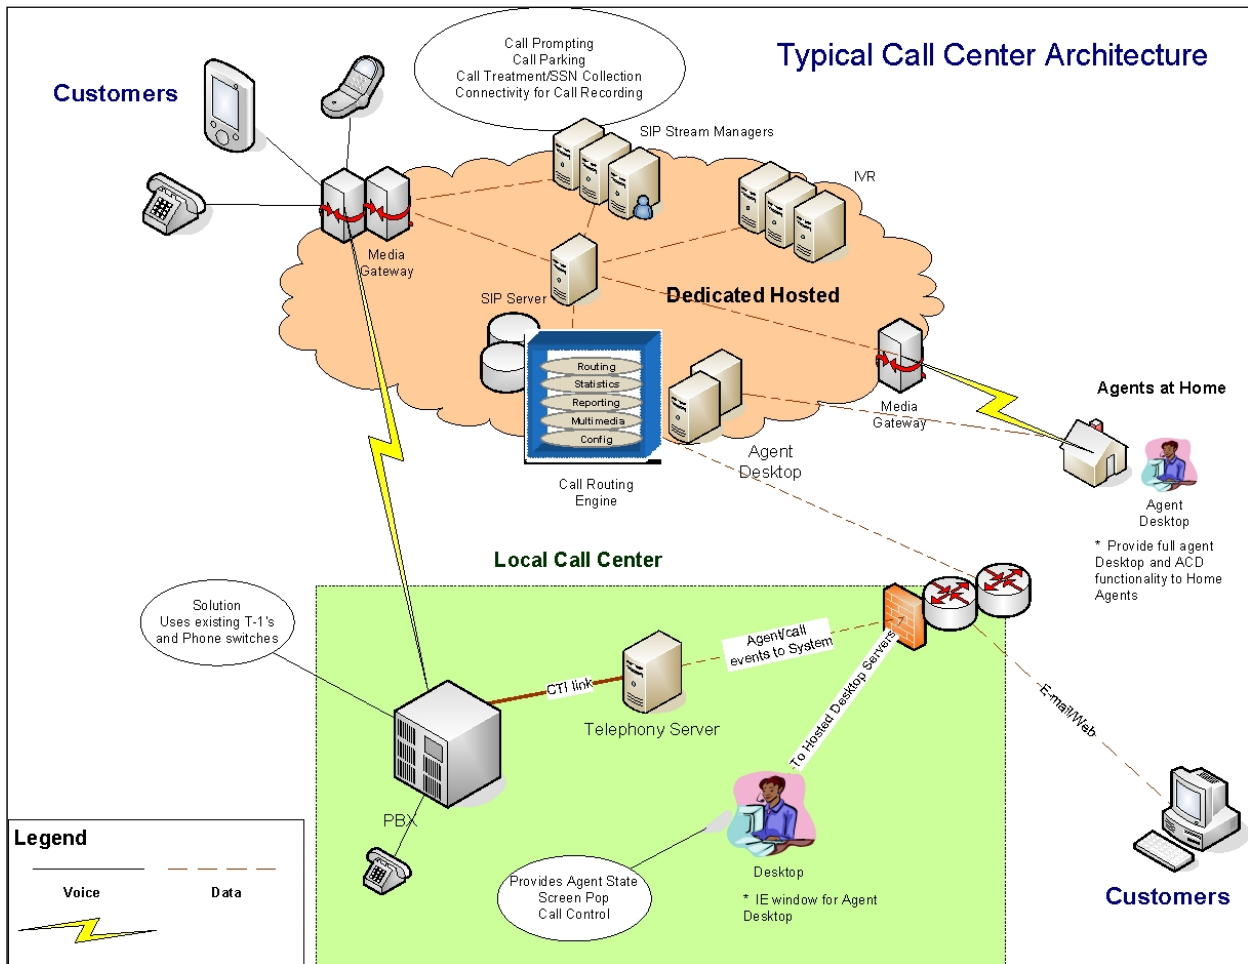 Typical Call Center Architecture
Call Prompting
Call Parking
Call Treatment/SSN Collection
Connectivity for Call Recording
Customers
SIP Stream Managers
IVR
Media
Gateway
SIP Server
Dedicated Hosted
Routing
Statistics
Reporting
Multimedia
Config
Call Routing
Engine
Agent
Desktop
Media
Gateway
Agents at Home
Agent
Desktop
* Provide full agent
Desktop and ACD
functionality to Home
Agents
Local Call Center
Solution
Uses existing T-1's
and Phone switches
CTI link
Telephony Server
Agent/call
events to System
To Hosted Desktop Servers
E-mail/Web
PBX
Provides Agent State
Screen Pop
Call Control
Desktop
* IE window for Agent
Desktop
Customers
Legend
Voice
Data